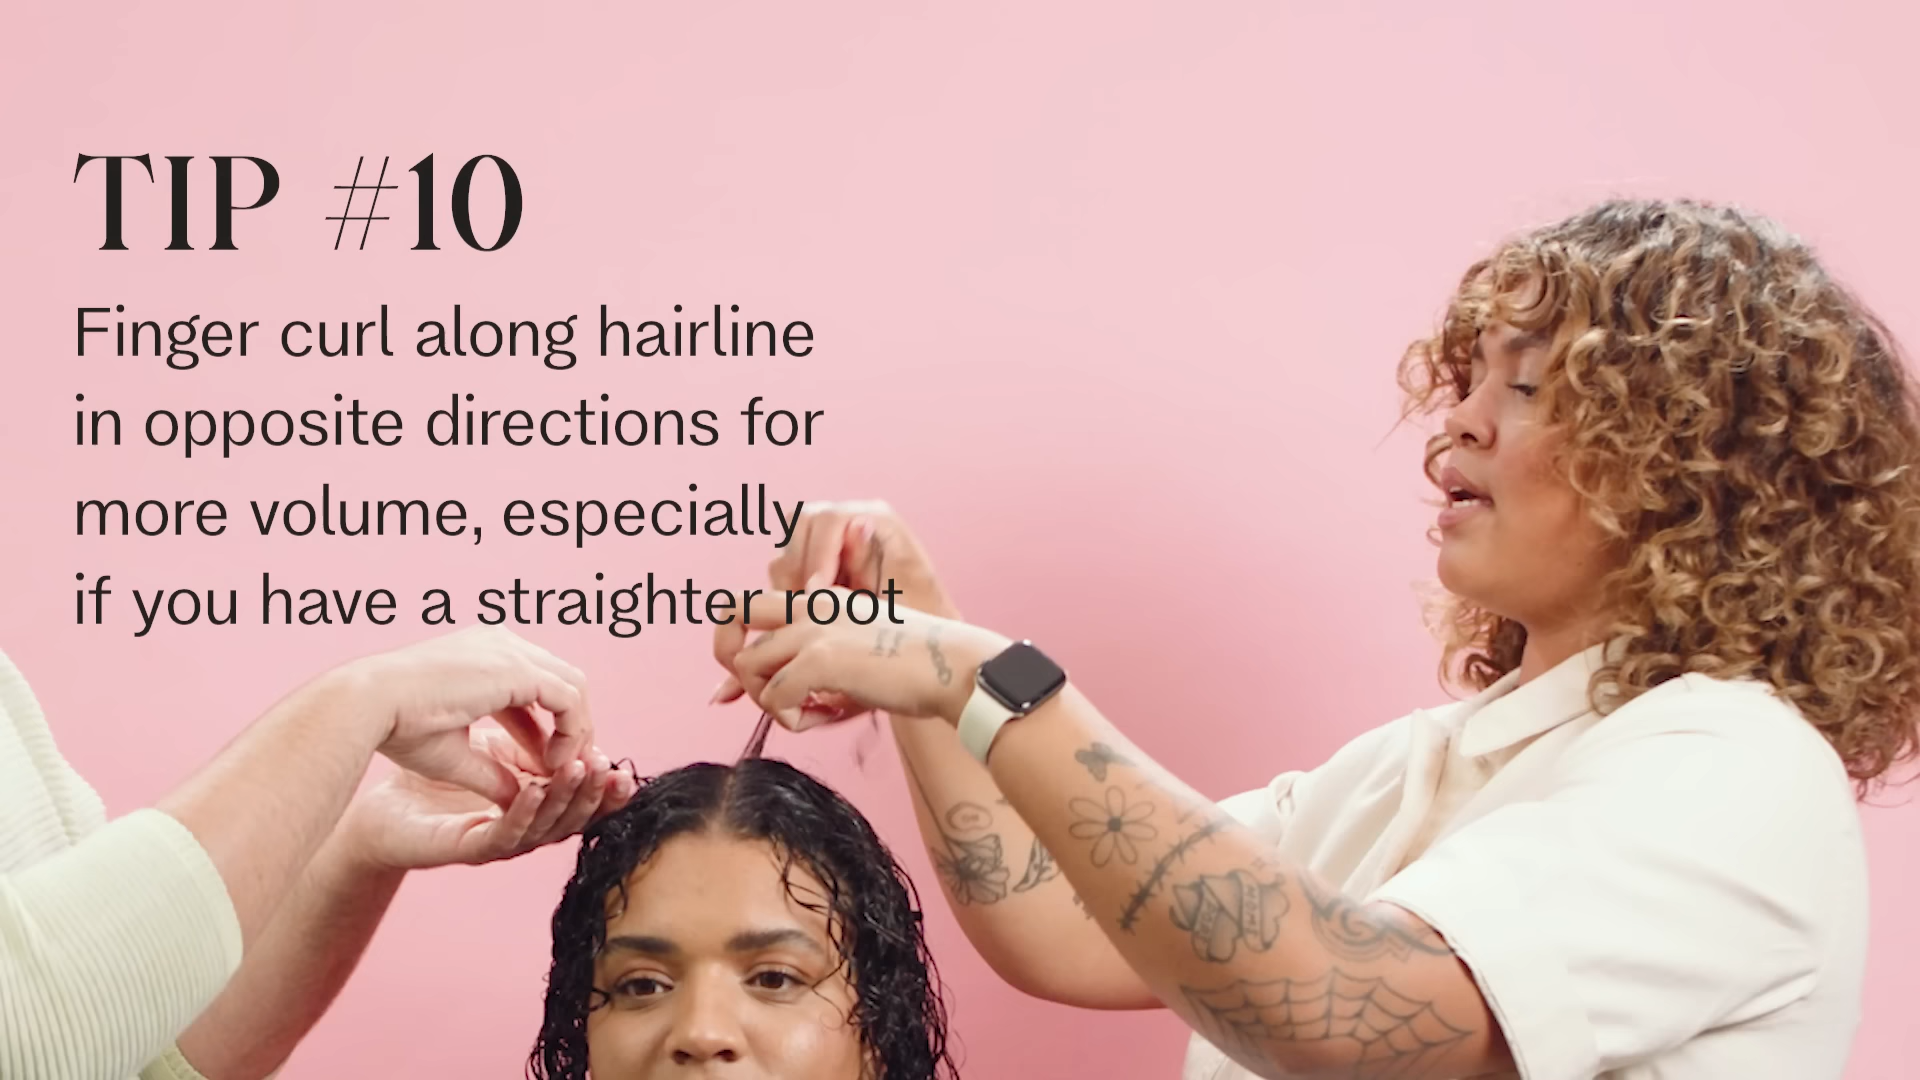 TIP #10
Finger curl along hairline
in opposite directions for
more volume, especially
if you have a straighter root